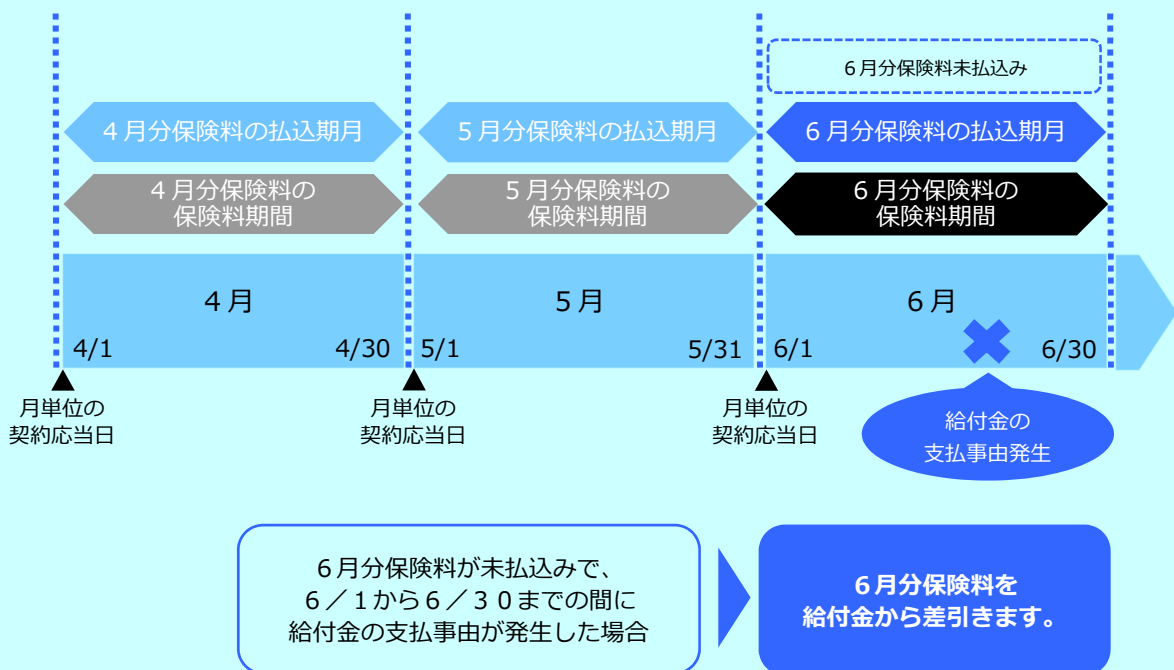 ６月分保険料未払込み
４月分保険料の払込期月
５月分保険料の払込期月
６月分保険料の払込期月
４月分保険料の
保険料期間
５月分保険料の
保険料期間
６月分保険料の
保険料期間
４月
５月
６月
4/1
4/30
5/1
5/31
6/1
6/30
月単位の
契約応当日
月単位の
契約応当日
月単位の
契約応当日
給付金の
支払事由発生
６月分保険料が未払込みで、
６／１から６／３０までの間に
給付金の支払事由が発生した場合
６月分保険料を
給付金から差引きます。